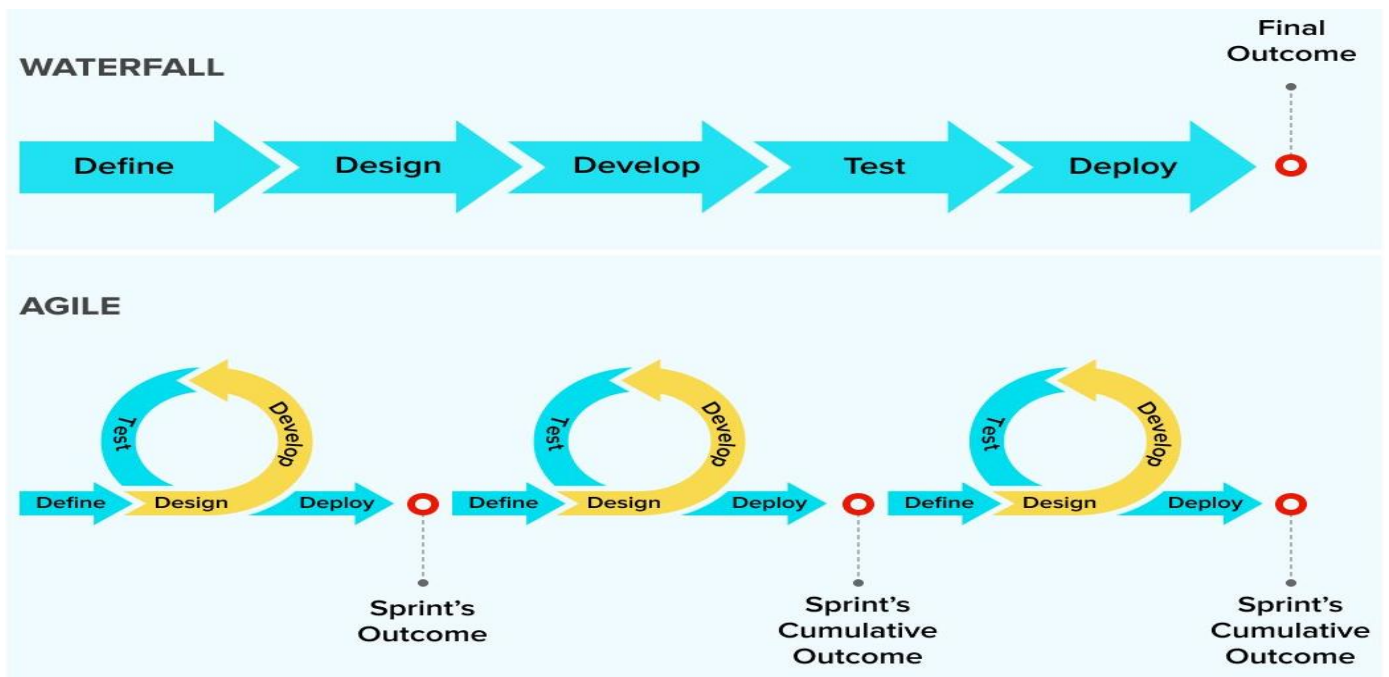 Final
Outcome
WATERFALL
Define
Design
Develop
Test
Deploy
AGILE
Test
Develop
Define
Design
Deploy
Sprint's
Outcome
Test
Develop
Define
Design
Deploy
Sprint's
Cumulative
Outcome
Test
Develop
Define
Design
Deploy
Sprint's
Cumulative
Outcome